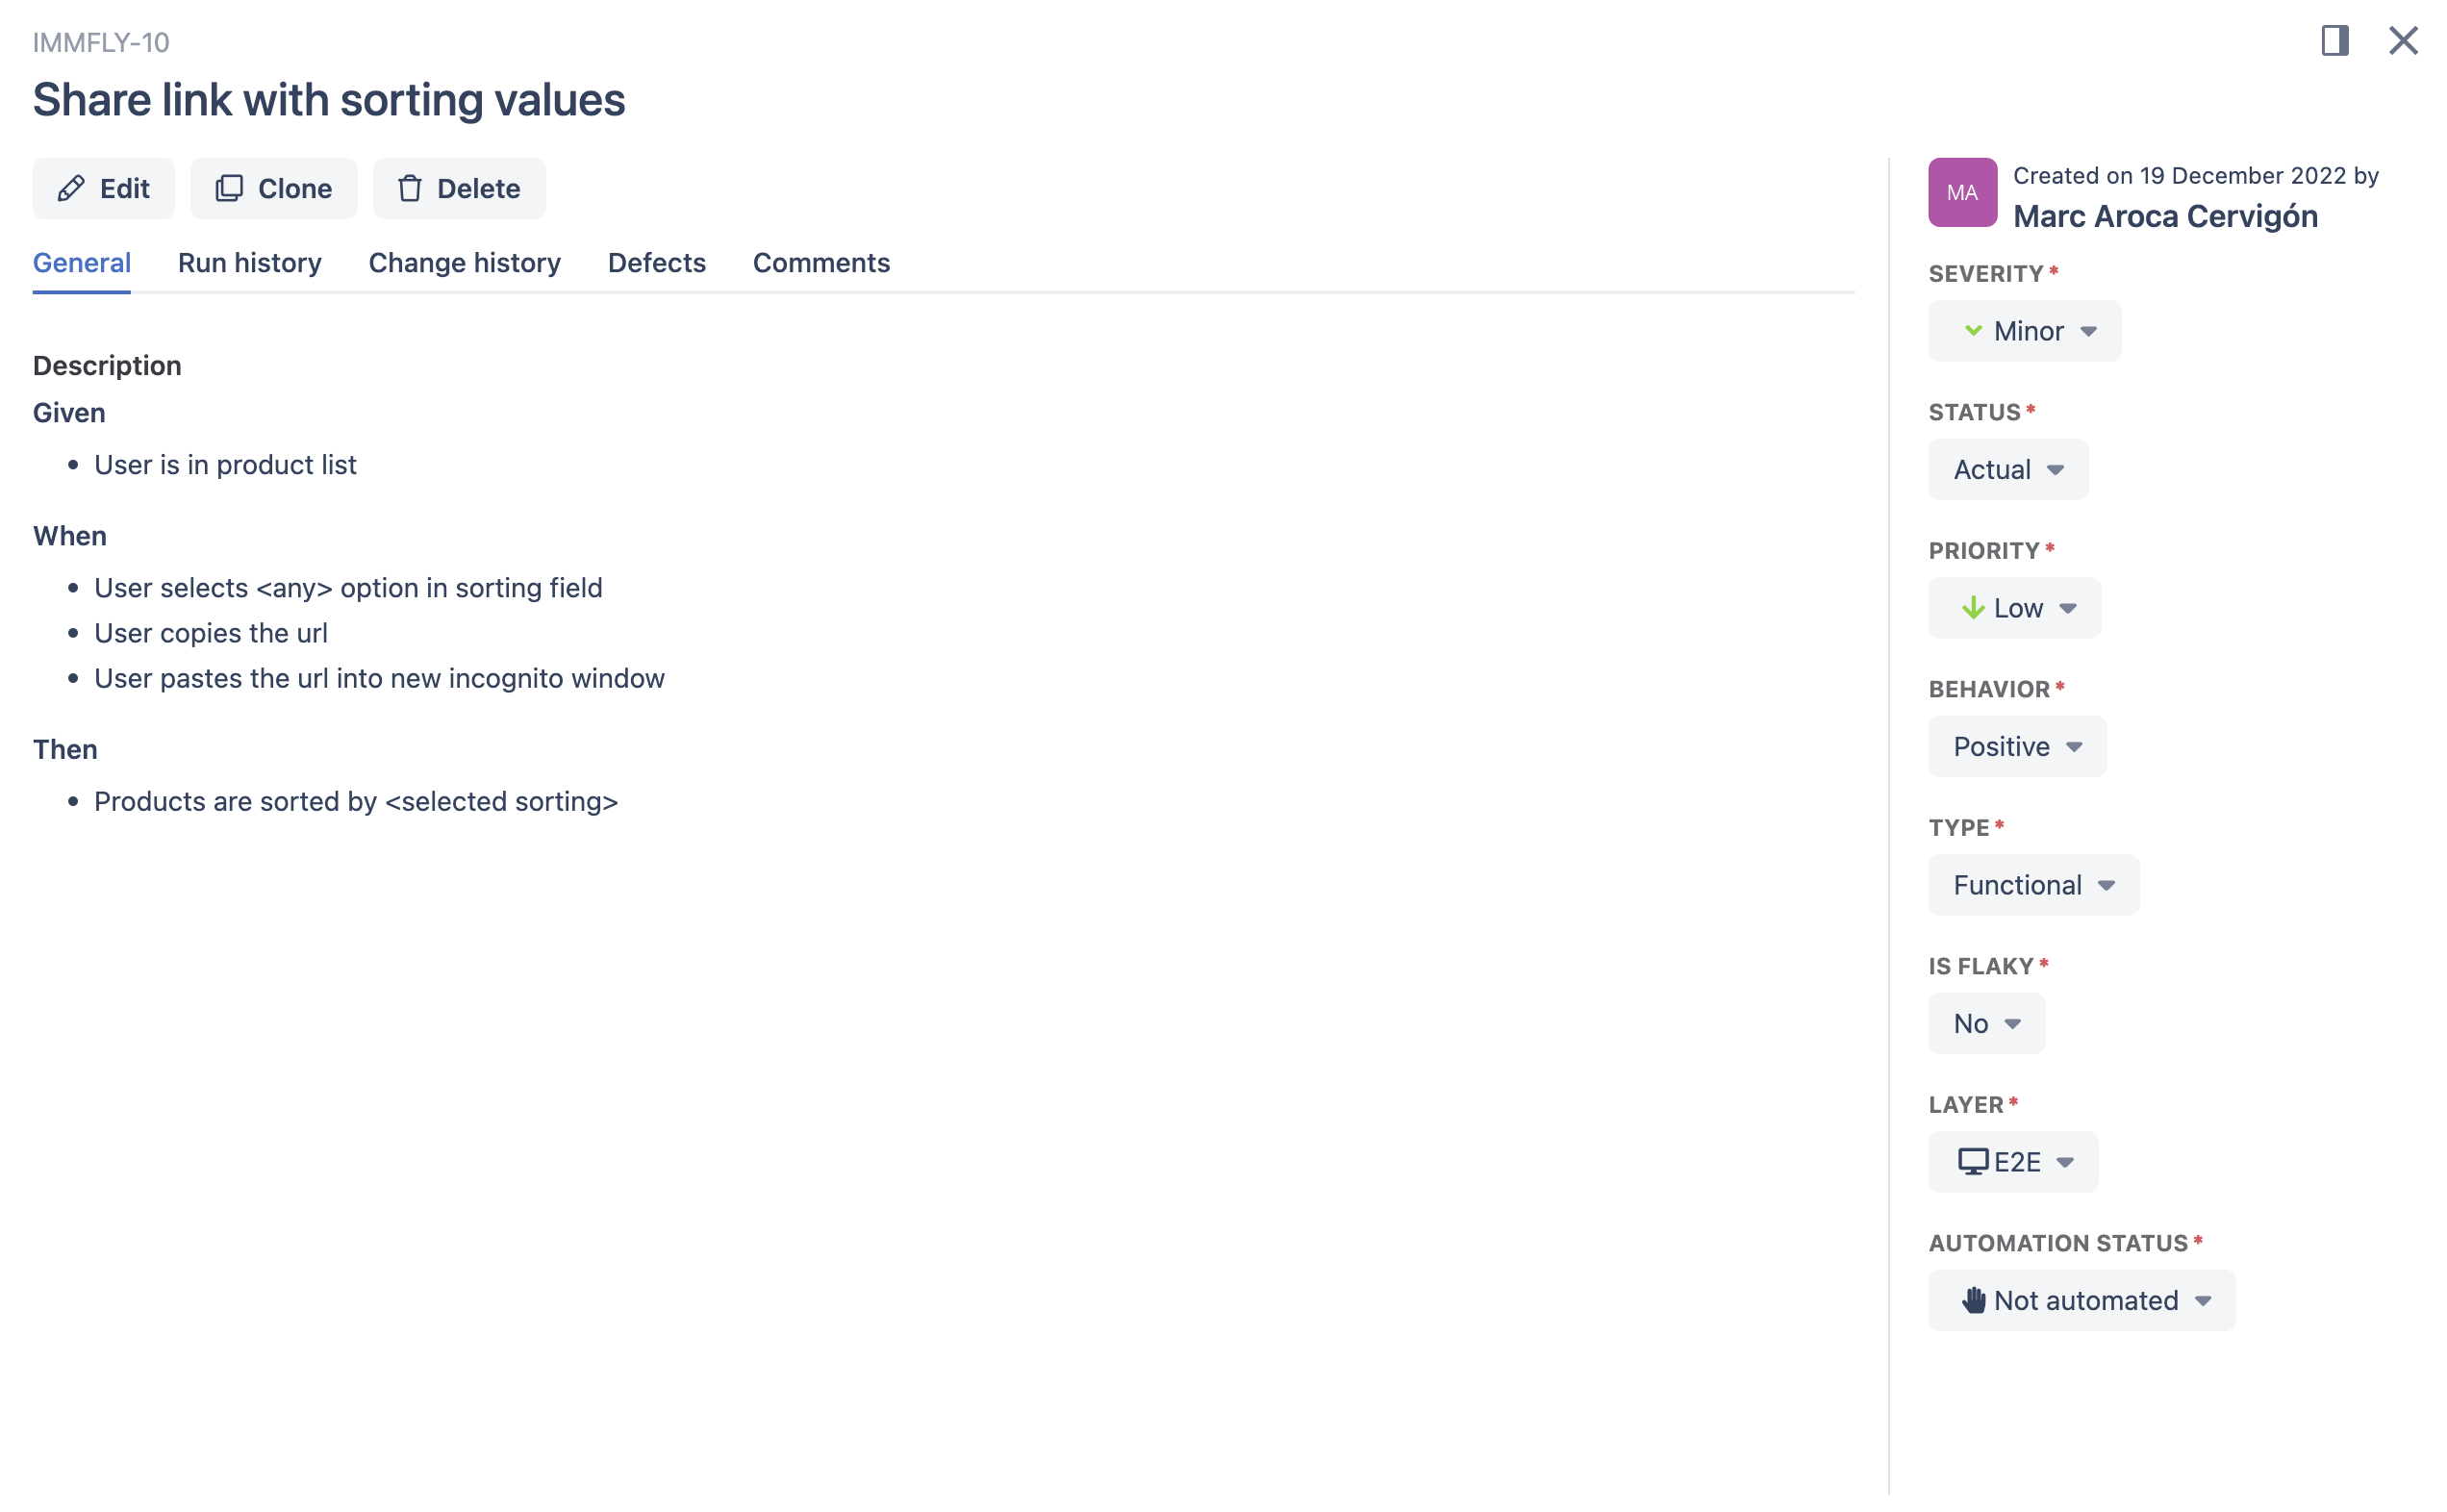 IMMFLY-10
Share link with sorting values
Edit
Clone
Delete
General
Run history
Change history
Defects
Comments
Description
Given
User is in product list
When
User selects <any> option in sorting field
User copies the url
User pastes the url into new incognito window
Then
Products are sorted by <selected sorting>
MA
Created on 19 December 2022 by
Marc Aroca Cervigón
SEVERITY*
Minor
STATUS*
Actual
PRIORITY*
Low
BEHAVIOR*
Positive
TYPE*
Functional
IS FLAKY*
No
LAYER*
E2E
AUTOMATION STATUS*
Not automated